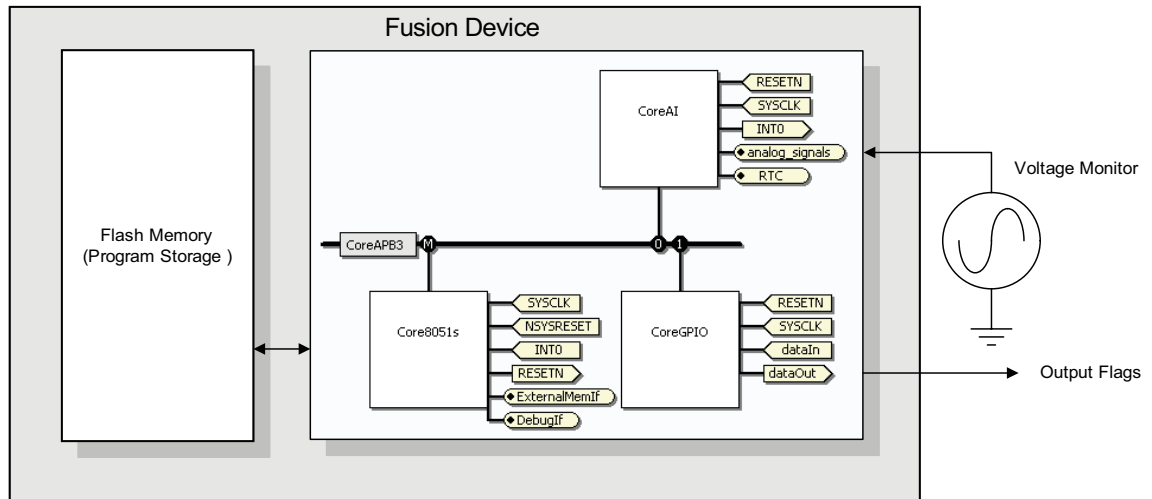 Fusion Device
Flash Memory
(Program Storage )
CoreAI
RESETN
SYSCLK
INT0
analog_signals
RTC
CoreAPB3
M
0
1
Core8051s
SYSCLK
NSYSRESET
INT0
RESETN
ExternalMemIf
DebugIf
CoreGPIO
RESETN
SYSCLK
dataIn
dataOut
Voltage Monitor
Output Flags